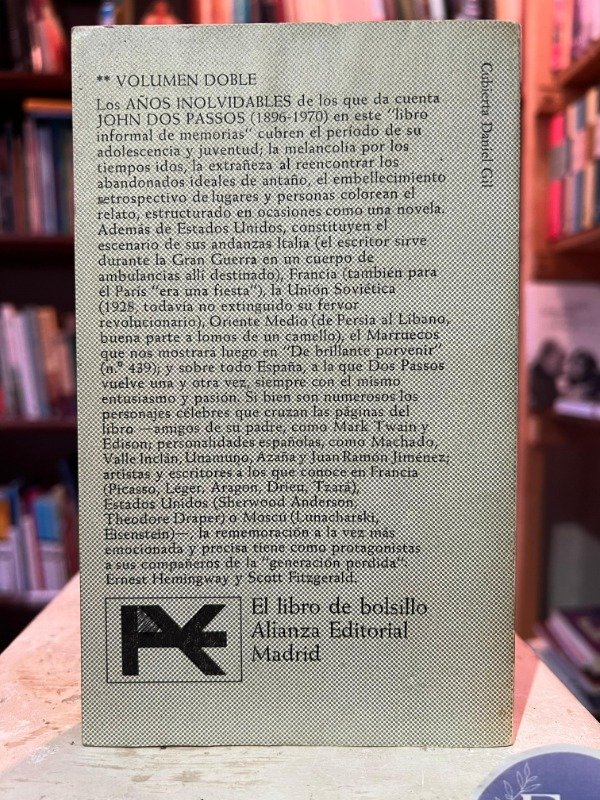 ** VOLUMEN DOBLE
Los AÑOS INOLVIDABLES de los que da cuenta
JOHN DOS PASSOS (1896-1970) en este "libro
informal de memorias" cubren el período de su
adolescencia y juventud; la melancolía por los
tiempos idos, la extrañeza al reencontrar los
abandonados ideales de antaño, el embellecimiento
retrospectivo de lugares y personas colorean el
relato, estructurado en ocasiones como una novela.
Además de Estados Unidos, constituyen el
escenario de sus andanzas Italia (el escritor sirve
durante la Gran Guerra en un cuerpo de
ambulancias allí destinado), Francia (también para
él París "era una fiesta"), la Unión Soviética
(1928, todavía no extinguido su fervor
revolucionario), Oriente Medio (de Persia al Líbano,
buena parte a lomos de un camello), el Marruecos
que nos mostrará luego en "De brillante porvenir"
(n.º 439); y sobre todo España, a la que Dos Passos
vuelve una y otra vez, siempre con el mismo
entusiasmo y pasión. Si bien son numerosos los
personajes célebres que cruzan las páginas del
libro —amigos de su padre, como Mark Twain y
Edison; personalidades españolas, como Machado,
Valle Inclán, Unamuno, Azaña y Juan Ramón Jiménez;
artistas y escritores a los que conoce en Francia
(Picasso, Léger, Aragon, Drieu, Tzara),
Estados Unidos (Sherwood Anderson,
Theodore Draper) o Moscú (Lunacharski,
Eisenstein)—, la rememoración a la vez más
emocionada y precisa tiene como protagonistas
a sus compañeros de la "generación perdida":
Ernest Hemingway y Scott Fitzgerald.
El libro de bolsillo
Alianza Editorial
Madrid
Cubierta Daniel Gil